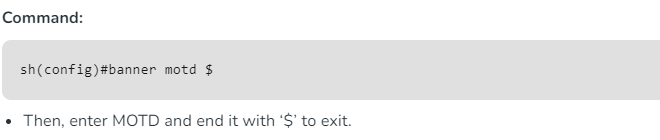 Command:
sh(config)#banner motd $
• Then, enter MOTD and end it with ‘$’ to exit.